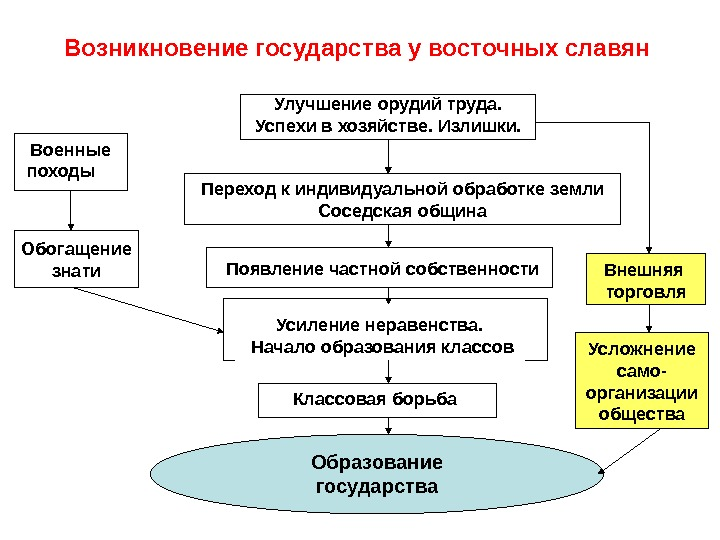 Возникновение государства у восточных славян
Улучшение орудий труда.
Успехи в хозяйстве. Излишки.
Военные
походы
Переход к индивидуальной обработке земли
Соседская община
Обогащение
знати
Появление частной собственности
Внешняя
торговля
Усиление неравенства.
Начало образования классов
Усложнение
само-
организации
общества
Классовая борьба
Образование
государства